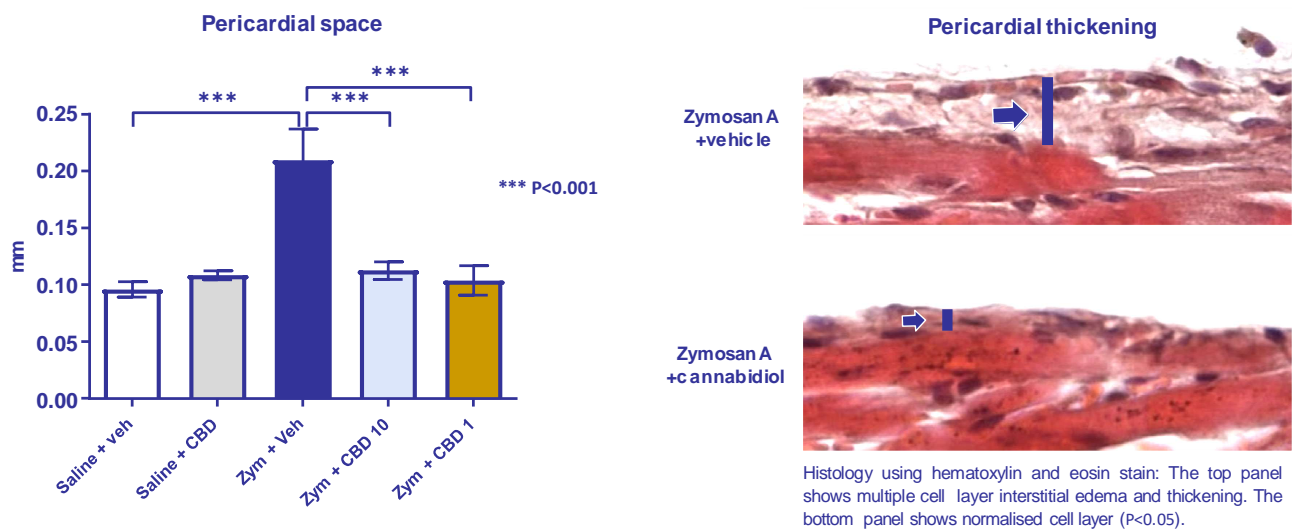 Pericardial space
***
***
***
0.25
0.20
0.15
0.10
0.05
0.00
mm
*** P<0.001
Saline + veh
Saline + CBD
Zym + Veh
Zym + CBD 10
Zym + CBD 1
Pericardial thickening
Zymosan A
+vehicle
Zymosan A
+cannabidiol
Histology using hematoxylin and eosin stain: The top panel
shows multiple cell layer interstitial edema and thickening. The
bottom panel shows normalised cell layer (P<0.05).